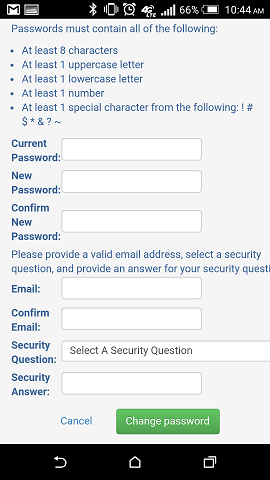 66% 10:44 AM
Passwords must contain all of the following:
• At least 8 characters
• At least 1 uppercase letter
• At least 1 lowercase letter
• At least 1 number
• At least 1 special character from the following: ! #
$ * & ? ~
Current
Password:
New
Password:
Confirm
New
Password:
Please provide a valid email address, select a security
question, and provide an answer for your security questi
Email:
Confirm
Email:
Security
Question:
Select A Security Question
Security
Answer:
Cancel
Change password